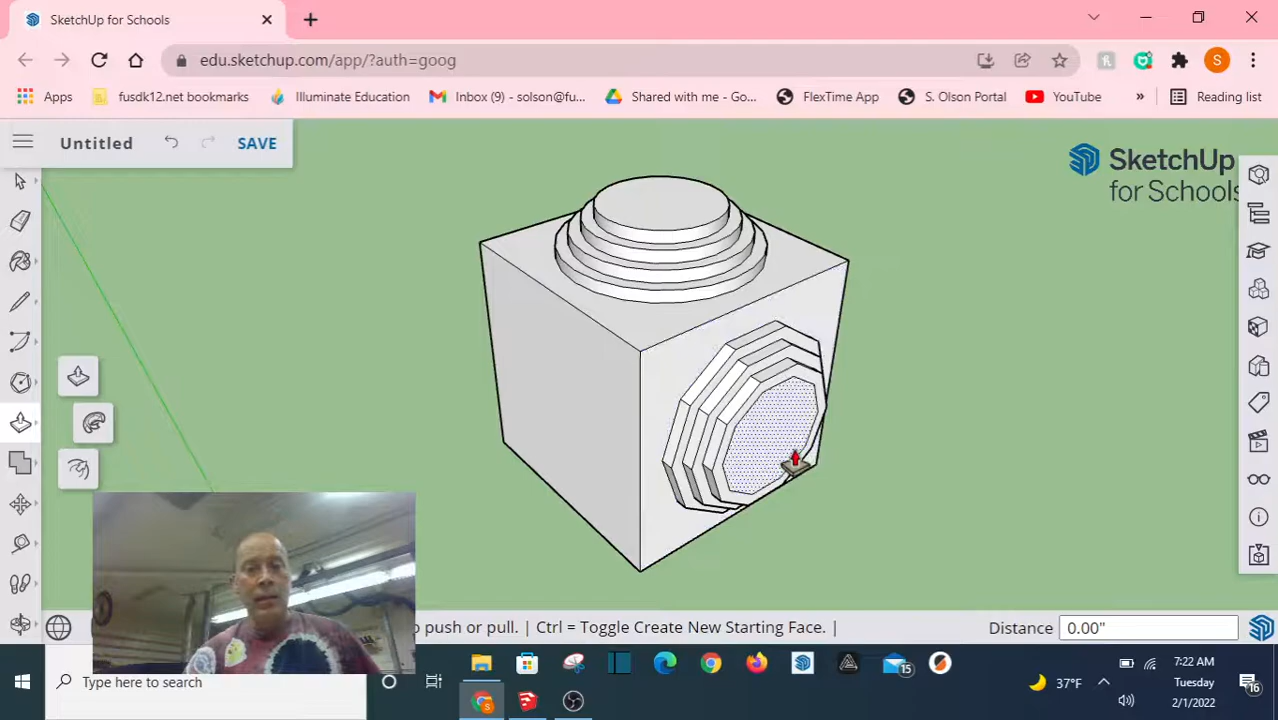 SketchUp for Schools
edu.sketchup.com/app/?auth=goog
S
Apps
fusdk12.net bookmarks
Illuminate Education
Inbox (9) - solson@fu...
Shared with me - Go...
FlexTime App
S. Olson Portal
YouTube
»
Reading list
Untitled
SAVE
SketchUp
for Schools
o push or pull. | Ctrl = Toggle Create New Starting Face. |
Distance
0.00"
Type here to search
15
37°F
7:22 AM
Tuesday
2/1/2022
16